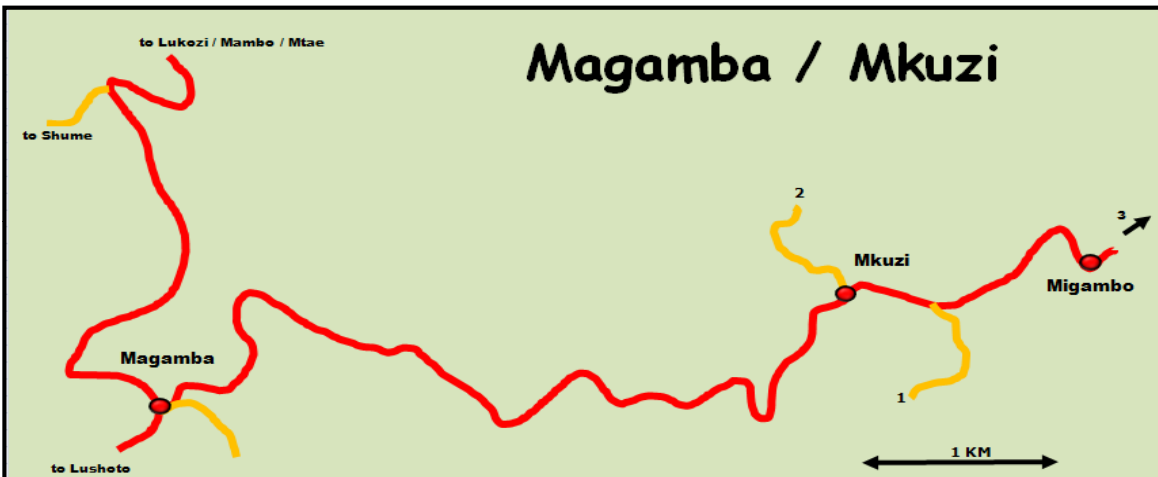 to Lukozi / Mambo / Mtae
Magamba / Mkuzi
to Shume
2
3
Mkuzi
Migambo
Magamba
1
1 KM
to Lushoto